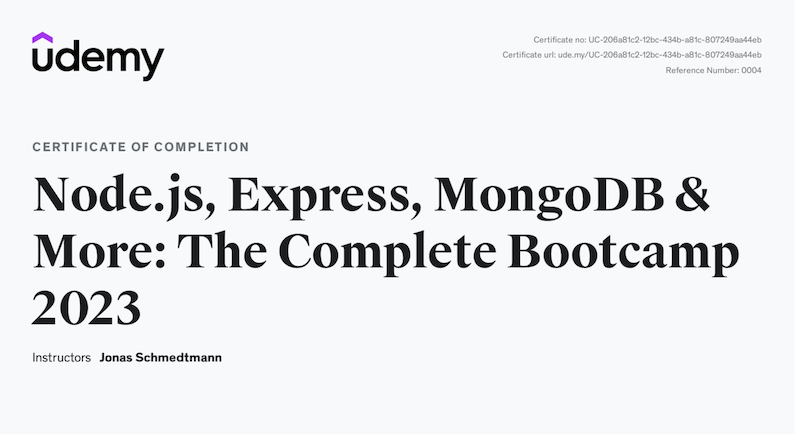 udemy
Certificate no: UC-206a81c2-12bc-434b-a81c-807249aa44eb
Certificate url: ude.my/UC-206a81c2-12bc-434b-a81c-807249aa44eb
Reference Number: 0004
CERTIFICATE OF COMPLETION
Node.js, Express, MongoDB &
More: The Complete Bootcamp
2023
Instructors Jonas Schmedtmann